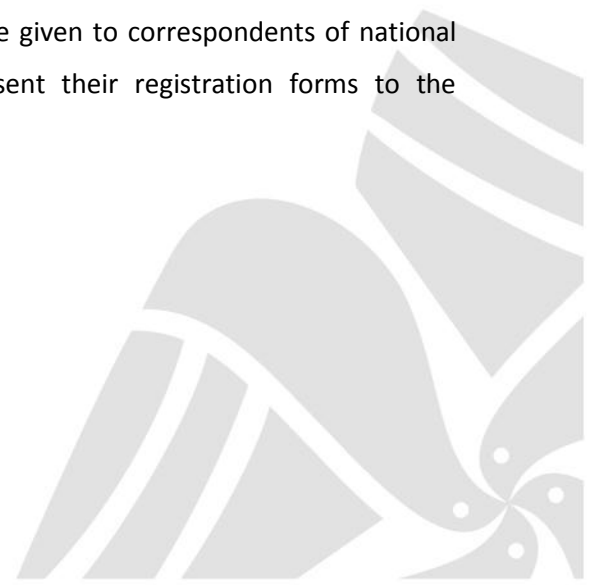 e given to correspondents of national
sent their registration forms to the